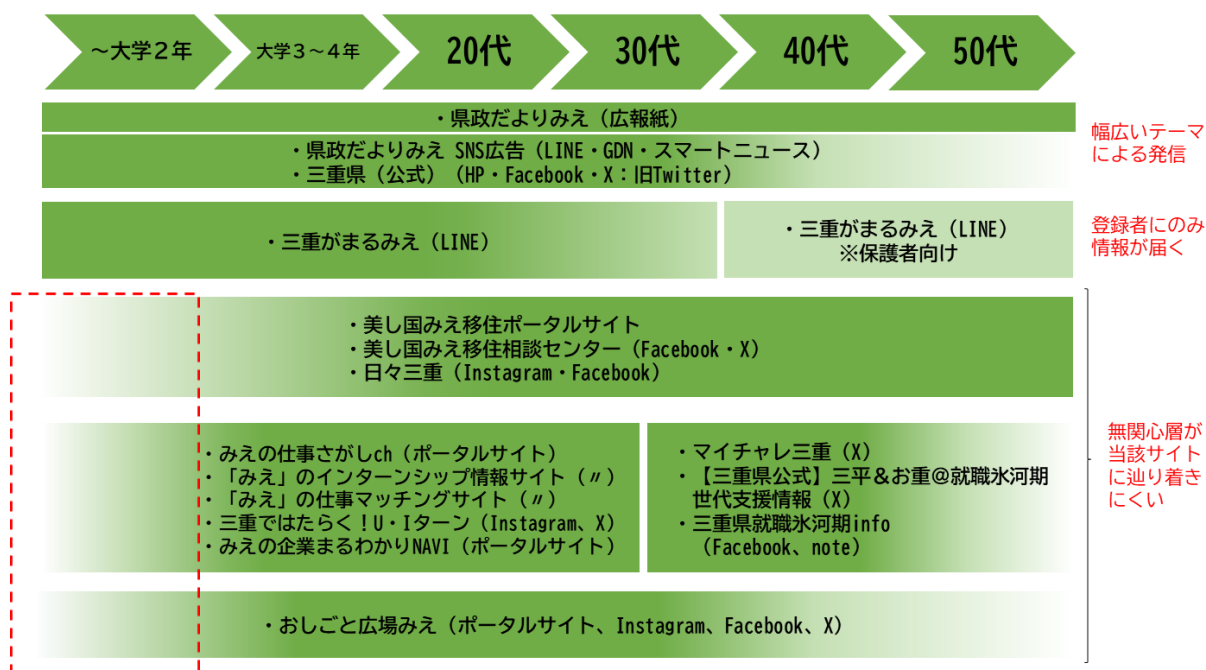 ～大学２年
大学３～４年
20代
30代
40代
50代
・県政だよりみえ（広報紙）
・県政だよりみえ SNS広告（LINE・GDN・スマートニュース）
・三重県（公式）（HP・Facebook・X：旧Twitter）
幅広いテーマ
による発信
・三重がまるみえ（LINE）
・三重がまるみえ（LINE）
※保護者向け
登録者にのみ
情報が届く
・美し国みえ移住ポータルサイト
・美し国みえ移住相談センター（Facebook・X）
・日々三重（Instagram・Facebook）
・みえの仕事さがしch（ポータルサイト）
・「みえ」のインターンシップ情報サイト（〃）
・「みえ」の仕事マッチングサイト（〃）
・三重ではたらく！U・Iターン（Instagram、X）
・みえの企業まるわかりNAVI（ポータルサイト）
・マイチャレ三重（X）
・【三重県公式】三平＆お重＠就職氷河期
世代支援情報（X）
・三重県就職氷河期info
（Facebook、note）
無関心層が
当該サイト
に辿り着き
にくい
・おしごと広場みえ（ポータルサイト、Instagram、Facebook、X）